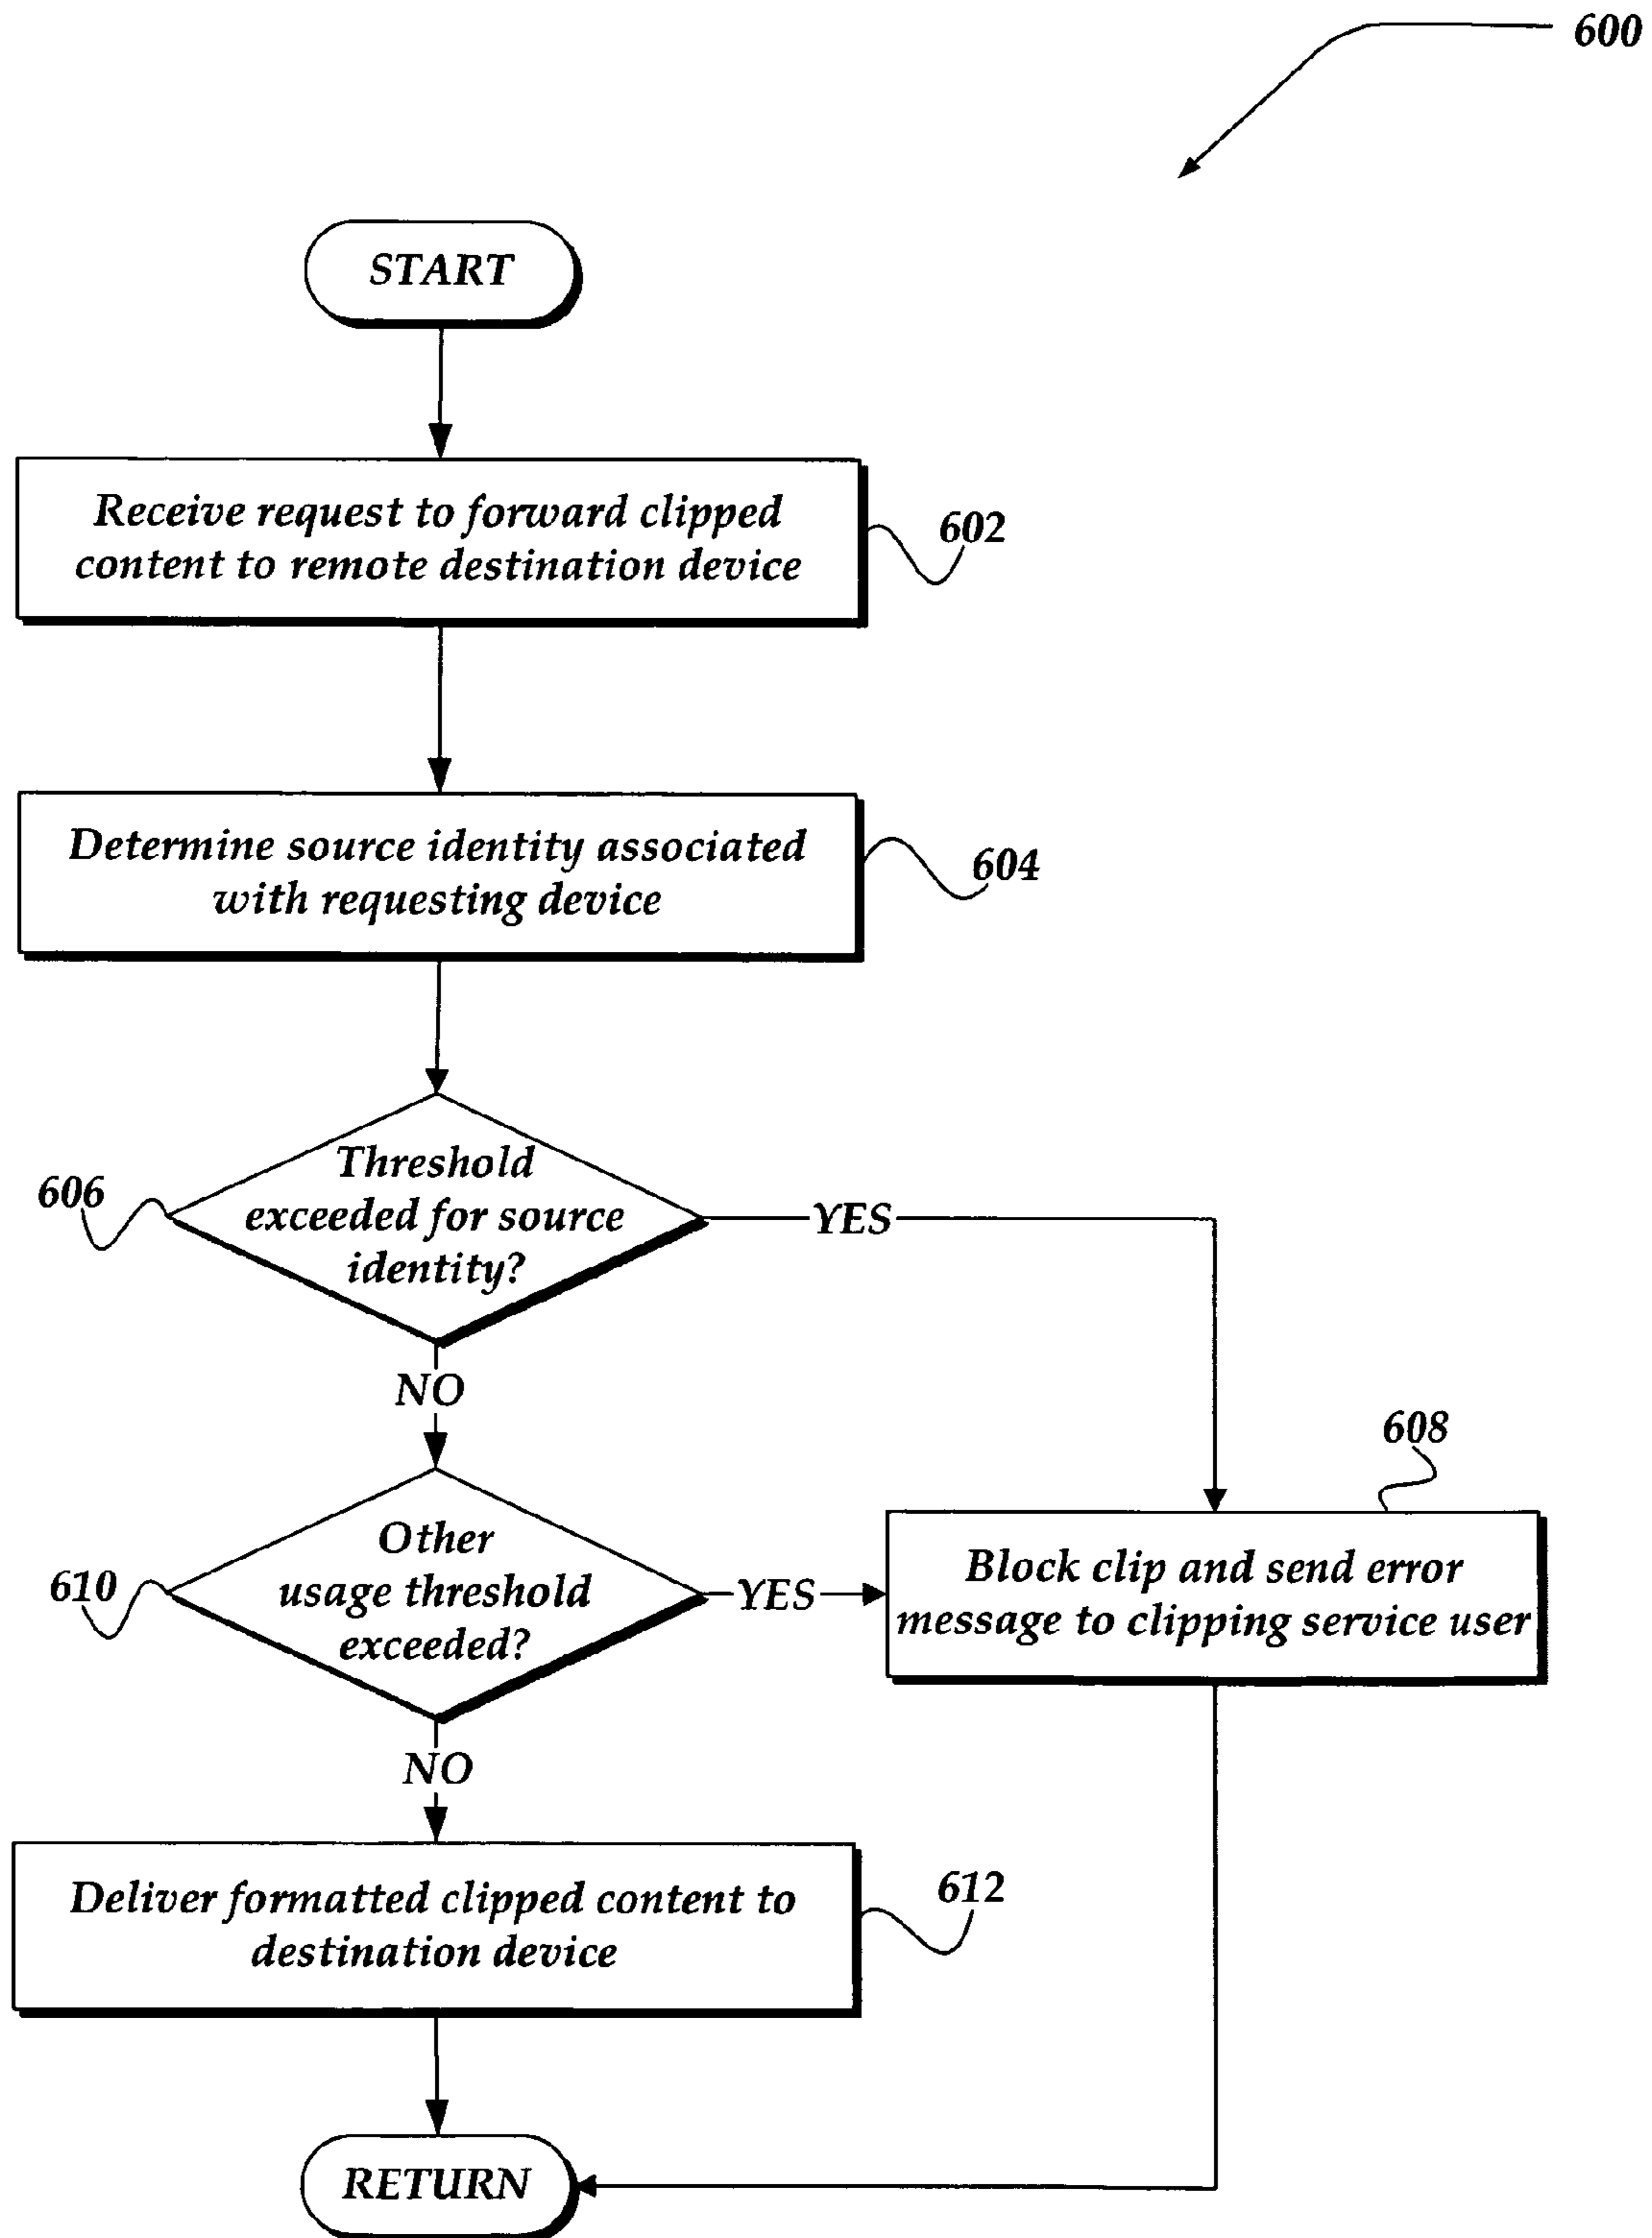 600
START
Receive request to forward clipped
content to remote destination device
602
Determine source identity associated
with requesting device
604
606
Threshold
exceeded for source
identity?
YES
NO
608
610
Other
usage threshold
exceeded?
YES
Block clip and send error
message to clipping service user
NO
Deliver formatted clipped content to
destination device
612
RETURN